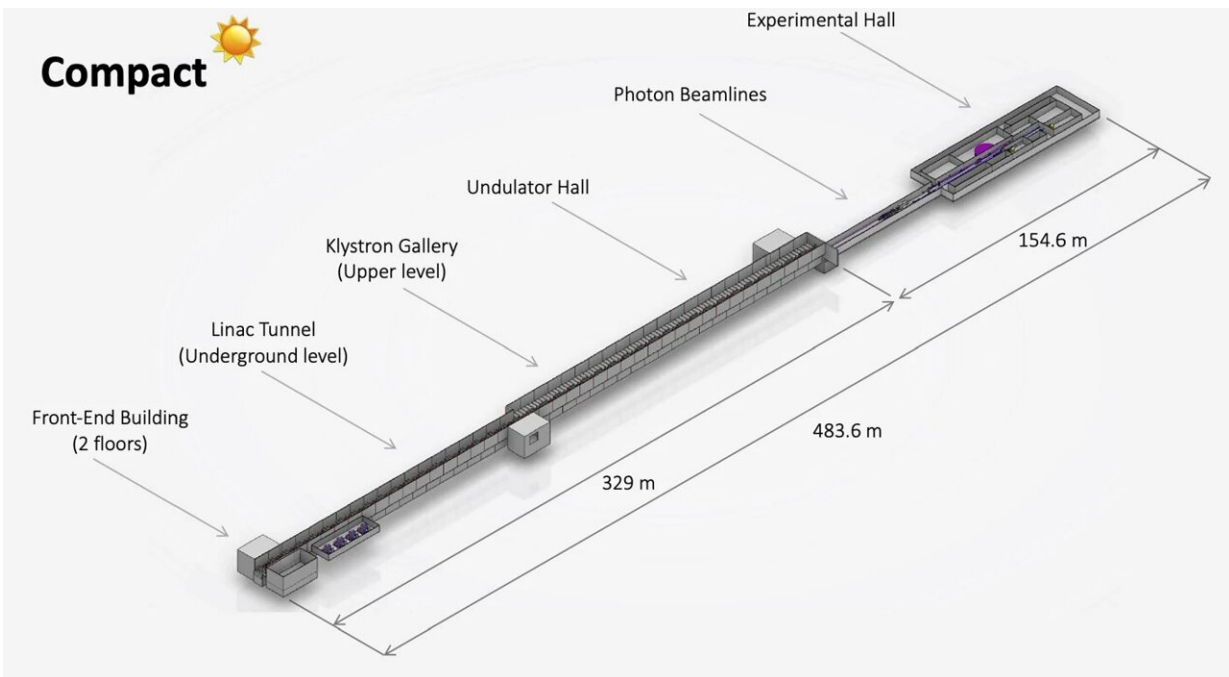 Compact
Experimental Hall
Photon Beamlines
Undulator Hall
Klystron Gallery
(Upper level)
Linac Tunnel
(Underground level)
Front-End Building
(2 floors)
154.6 m
483.6 m
329 m